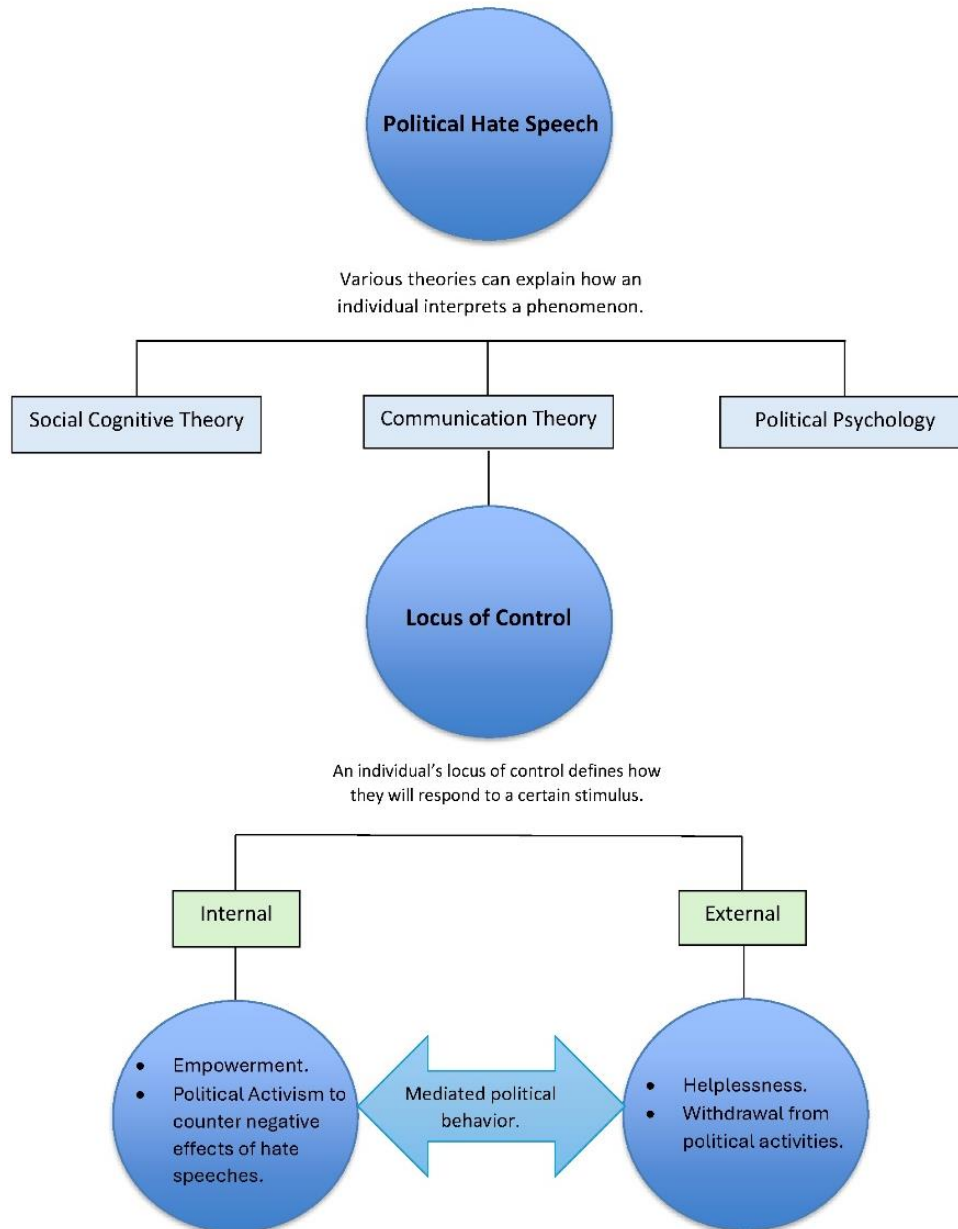 Political Hate Speech
Various theories can explain how an
individual interprets a phenomenon.
Social Cognitive Theory
Communication Theory
Political Psychology
Locus of Control
An individual’s locus of control defines how
they will respond to a certain stimulus.
Internal
External
• Empowerment.
• Political Activism to
counter negative
effects of hate
speeches.
Mediated political
behavior.
• Helplessness.
• Withdrawal from
political activities.